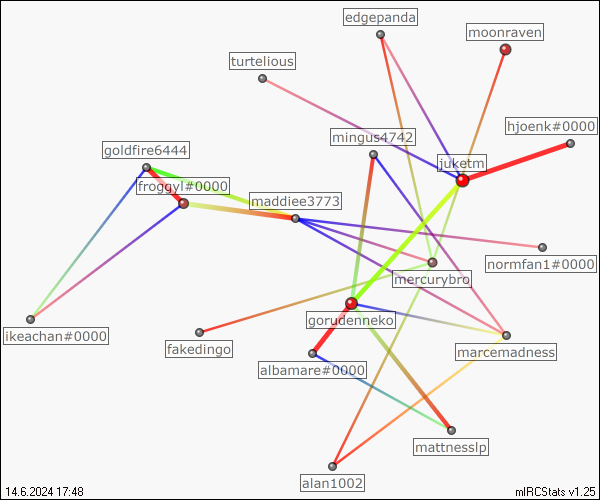 edgepanda
moonraven
turtelious
hjoenk#0000
mingus4742
goldfire6444
juketm
froggyl#0000
maddiee3773
normfan1#0000
mercurybro
gorudenneko
ikeachan#0000
fakedingo
marcemadness
albamare#0000
mattnesslp
alan1002
14.6.2024 17:48
mIRCStats v1.25